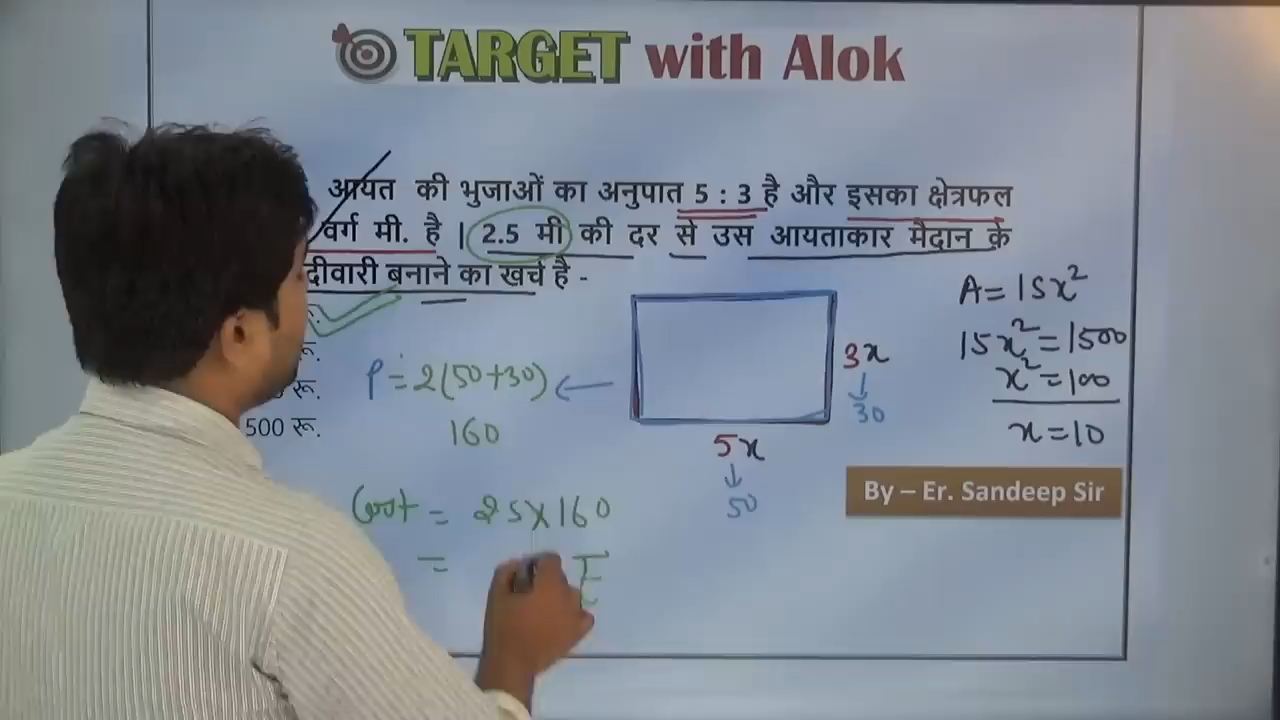 TARGET with Alok
आयत की भुजाओं का अनुपात 5 : 3 है और इसका क्षेत्रफल
वर्ग मी. है | 2.5 मी की दर से उस आयताकार मैदान के
दीवारी बनाने का खर्च है -
रू.
रू.
रू.
500 रू.
P = 2(50+30)
160
Cost = 25×160
=
3x
30
5x
50
A = 15x²
15x² = 1500
x² = 100
x = 10
By – Er. Sandeep Sir